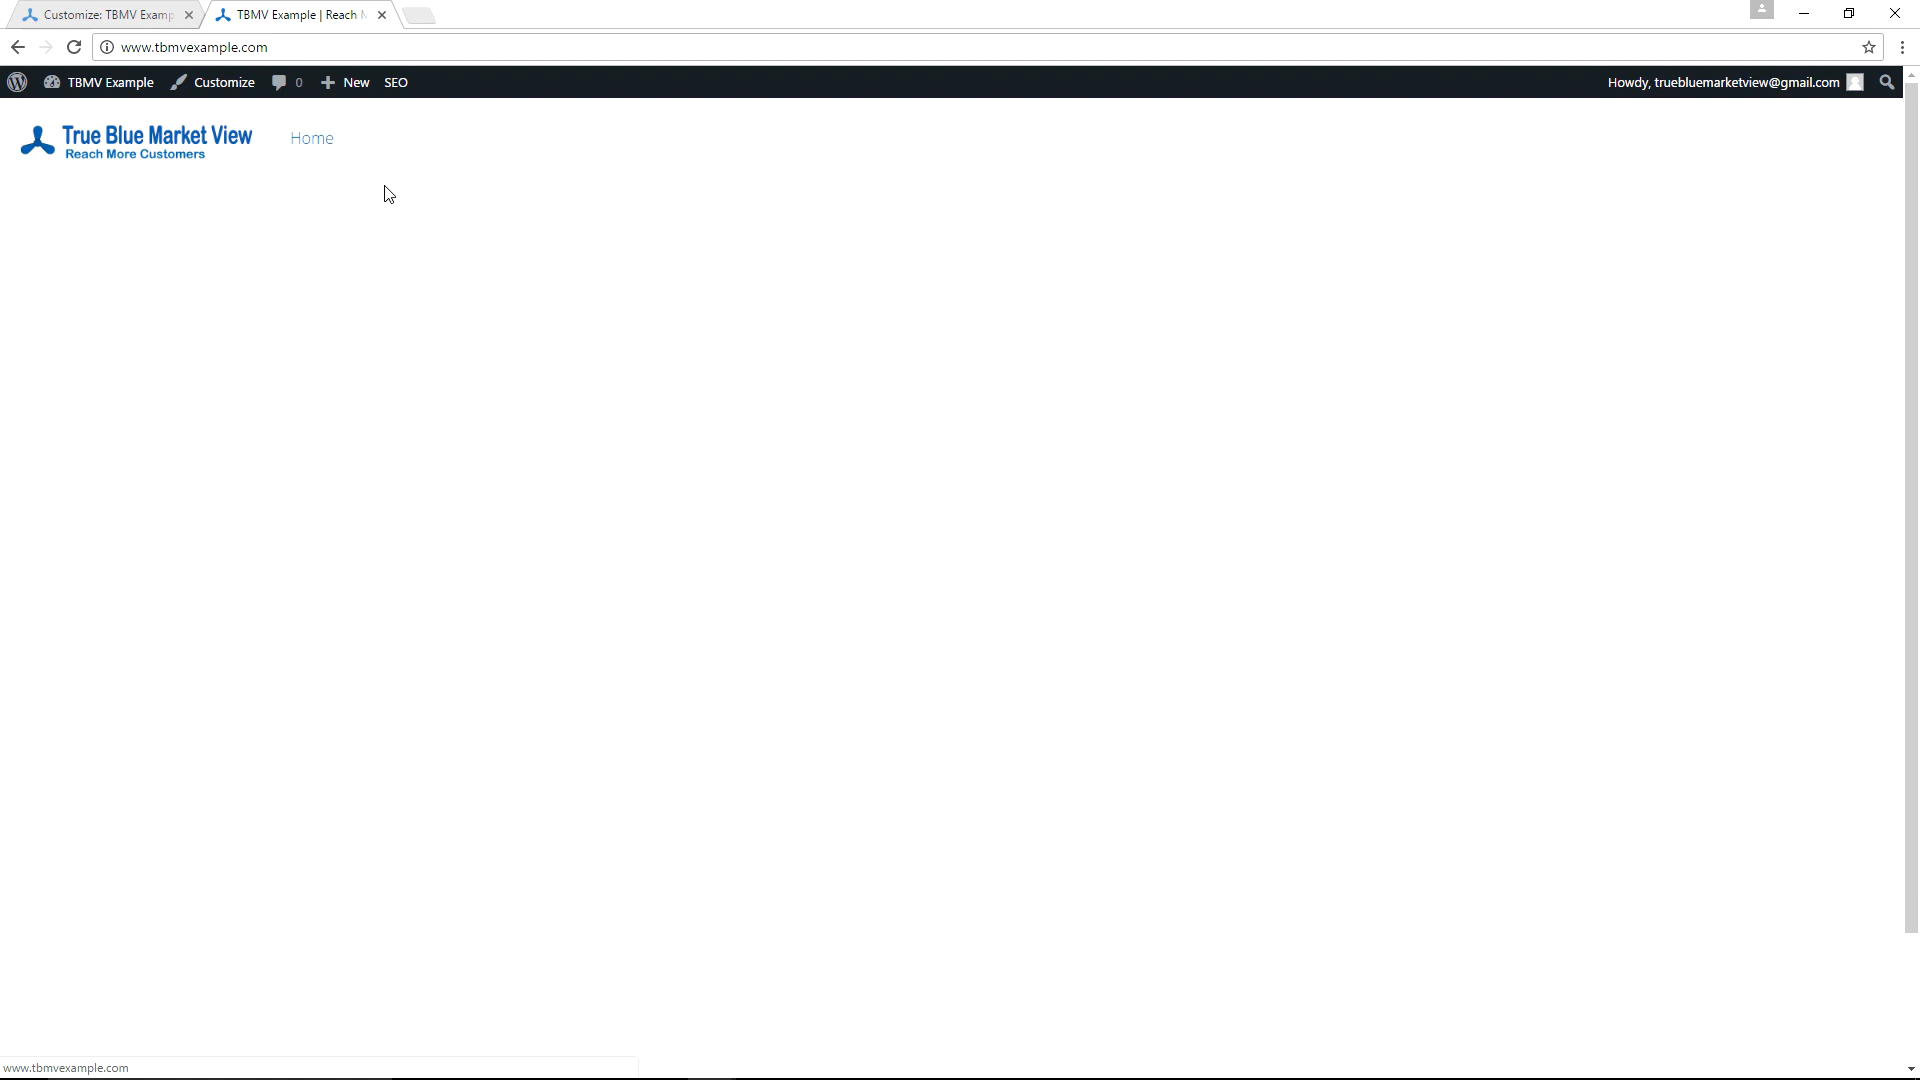 Customize: TBMV Examp
TBMV Example | Reach
www.tbmvexample.com
TBMV Example Customize 0 New SEO
Howdy, truebluemarketview@gmail.com
True Blue Market View
Reach More Customers
Home
www.tbmvexample.com